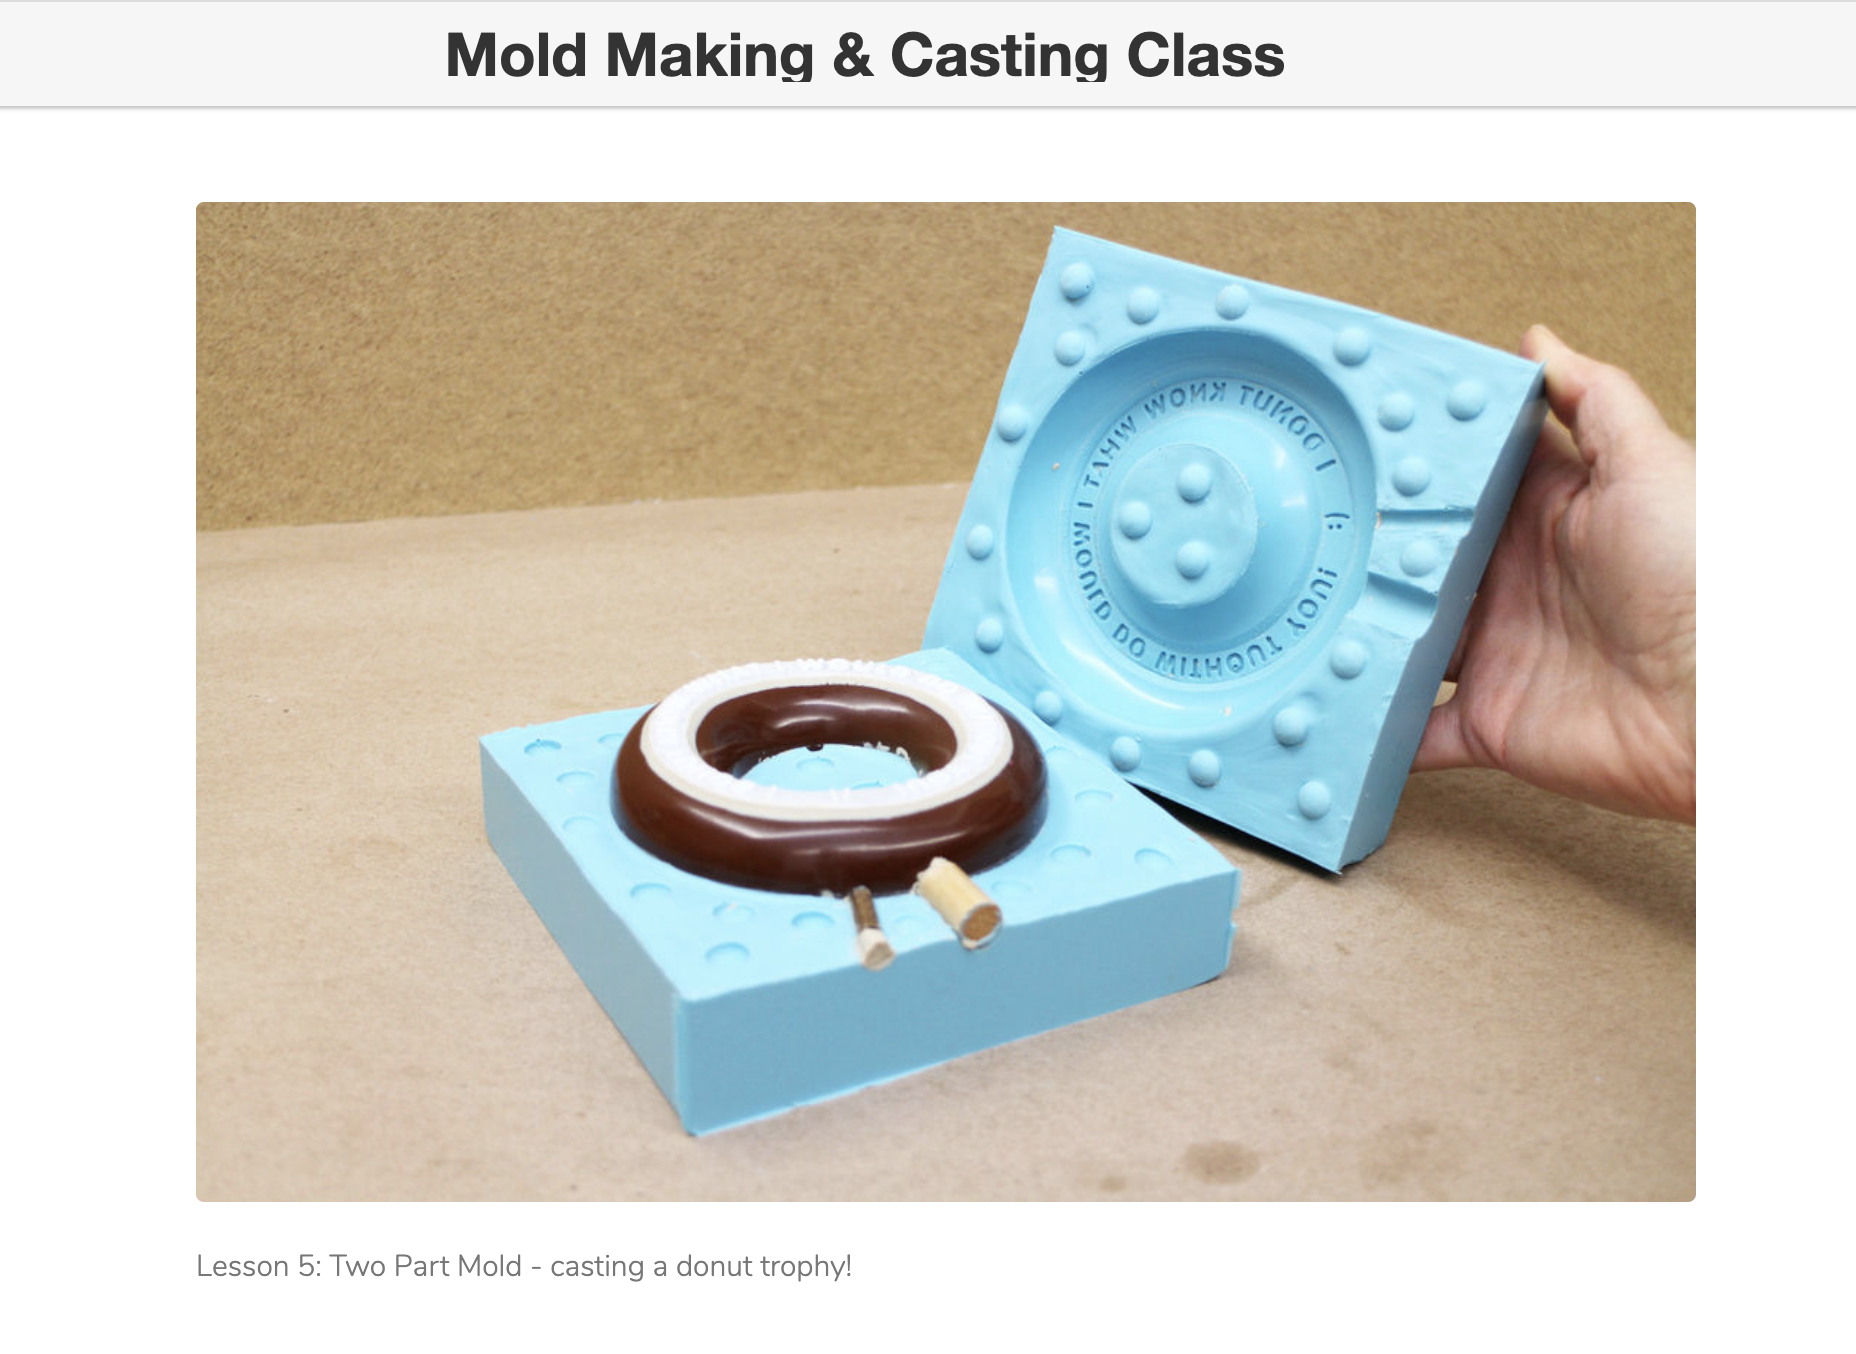 Mold Making & Casting Class
I DONUT KNOW WHAT I WOULD DO WITHOUT YOU! :)
Lesson 5: Two Part Mold - casting a donut trophy!